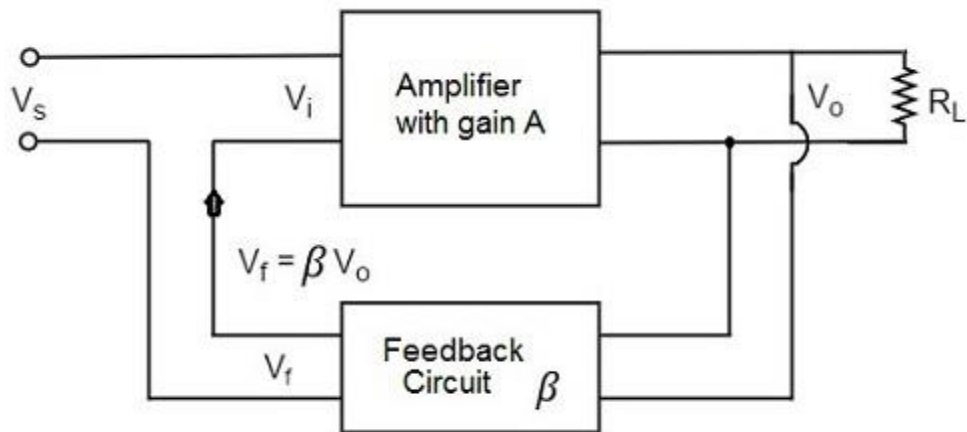 Amplifier
with gain A
Vs
Vi
Vo
RL
Vf = β Vo
Vf
Feedback
Circuit β